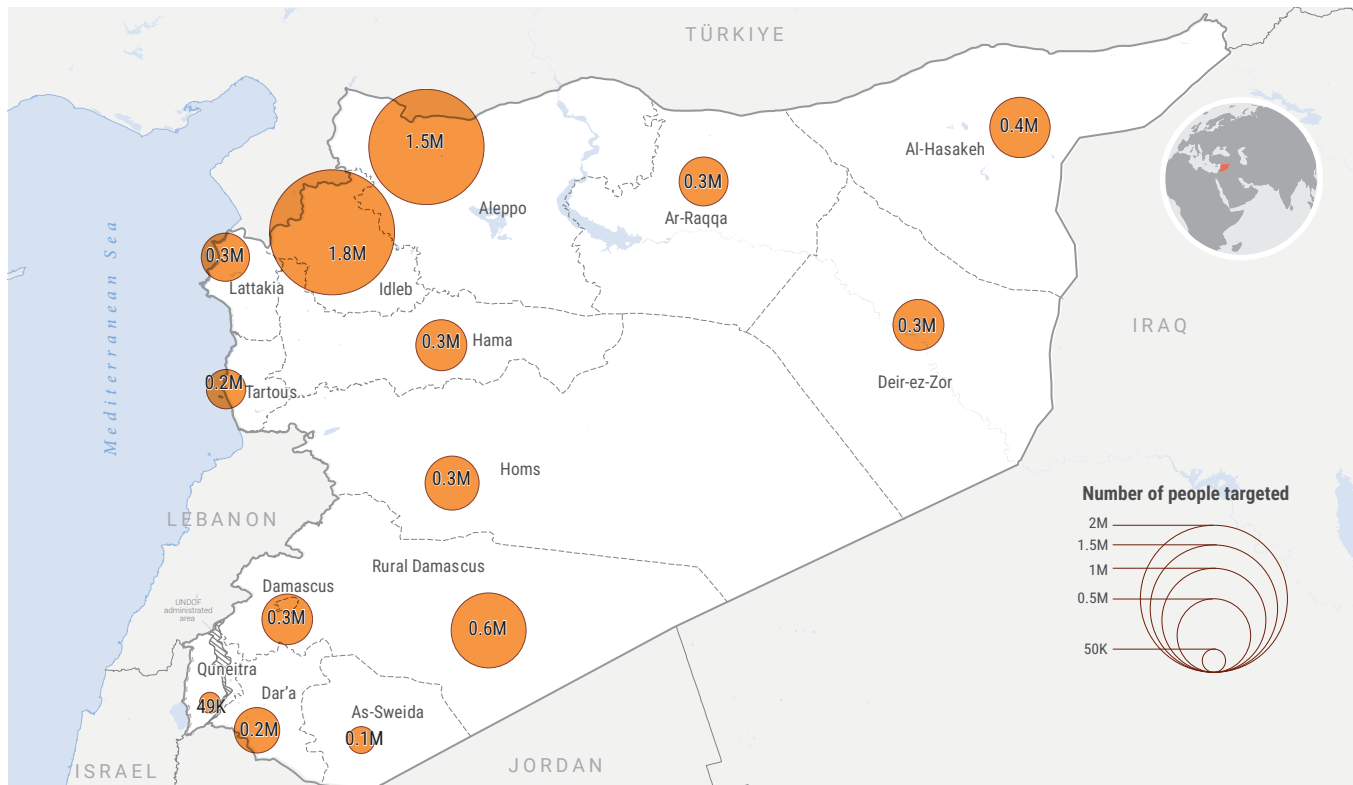 TÜRKIYE
0.4M
1.5M
Al-Hasakeh
0.3M
Aleppo
Ar-Raqqa
0.3M
1.8M
Lattakia
Idleb
Mediterranean Sea
0.3M
IRAQ
0.3M
Hama
Deir-ez-Zor
0.2M
Tartous
Homs
0.3M
Number of people targeted
2M
1.5M
1M
0.5M
50K
LEBANON
Rural Damascus
Damascus
UNDOF
administrated
area
0.3M
0.6M
Quneitra
Dar'a
49K
As-Sweida
0.2M
0.1M
ISRAEL
JORDAN